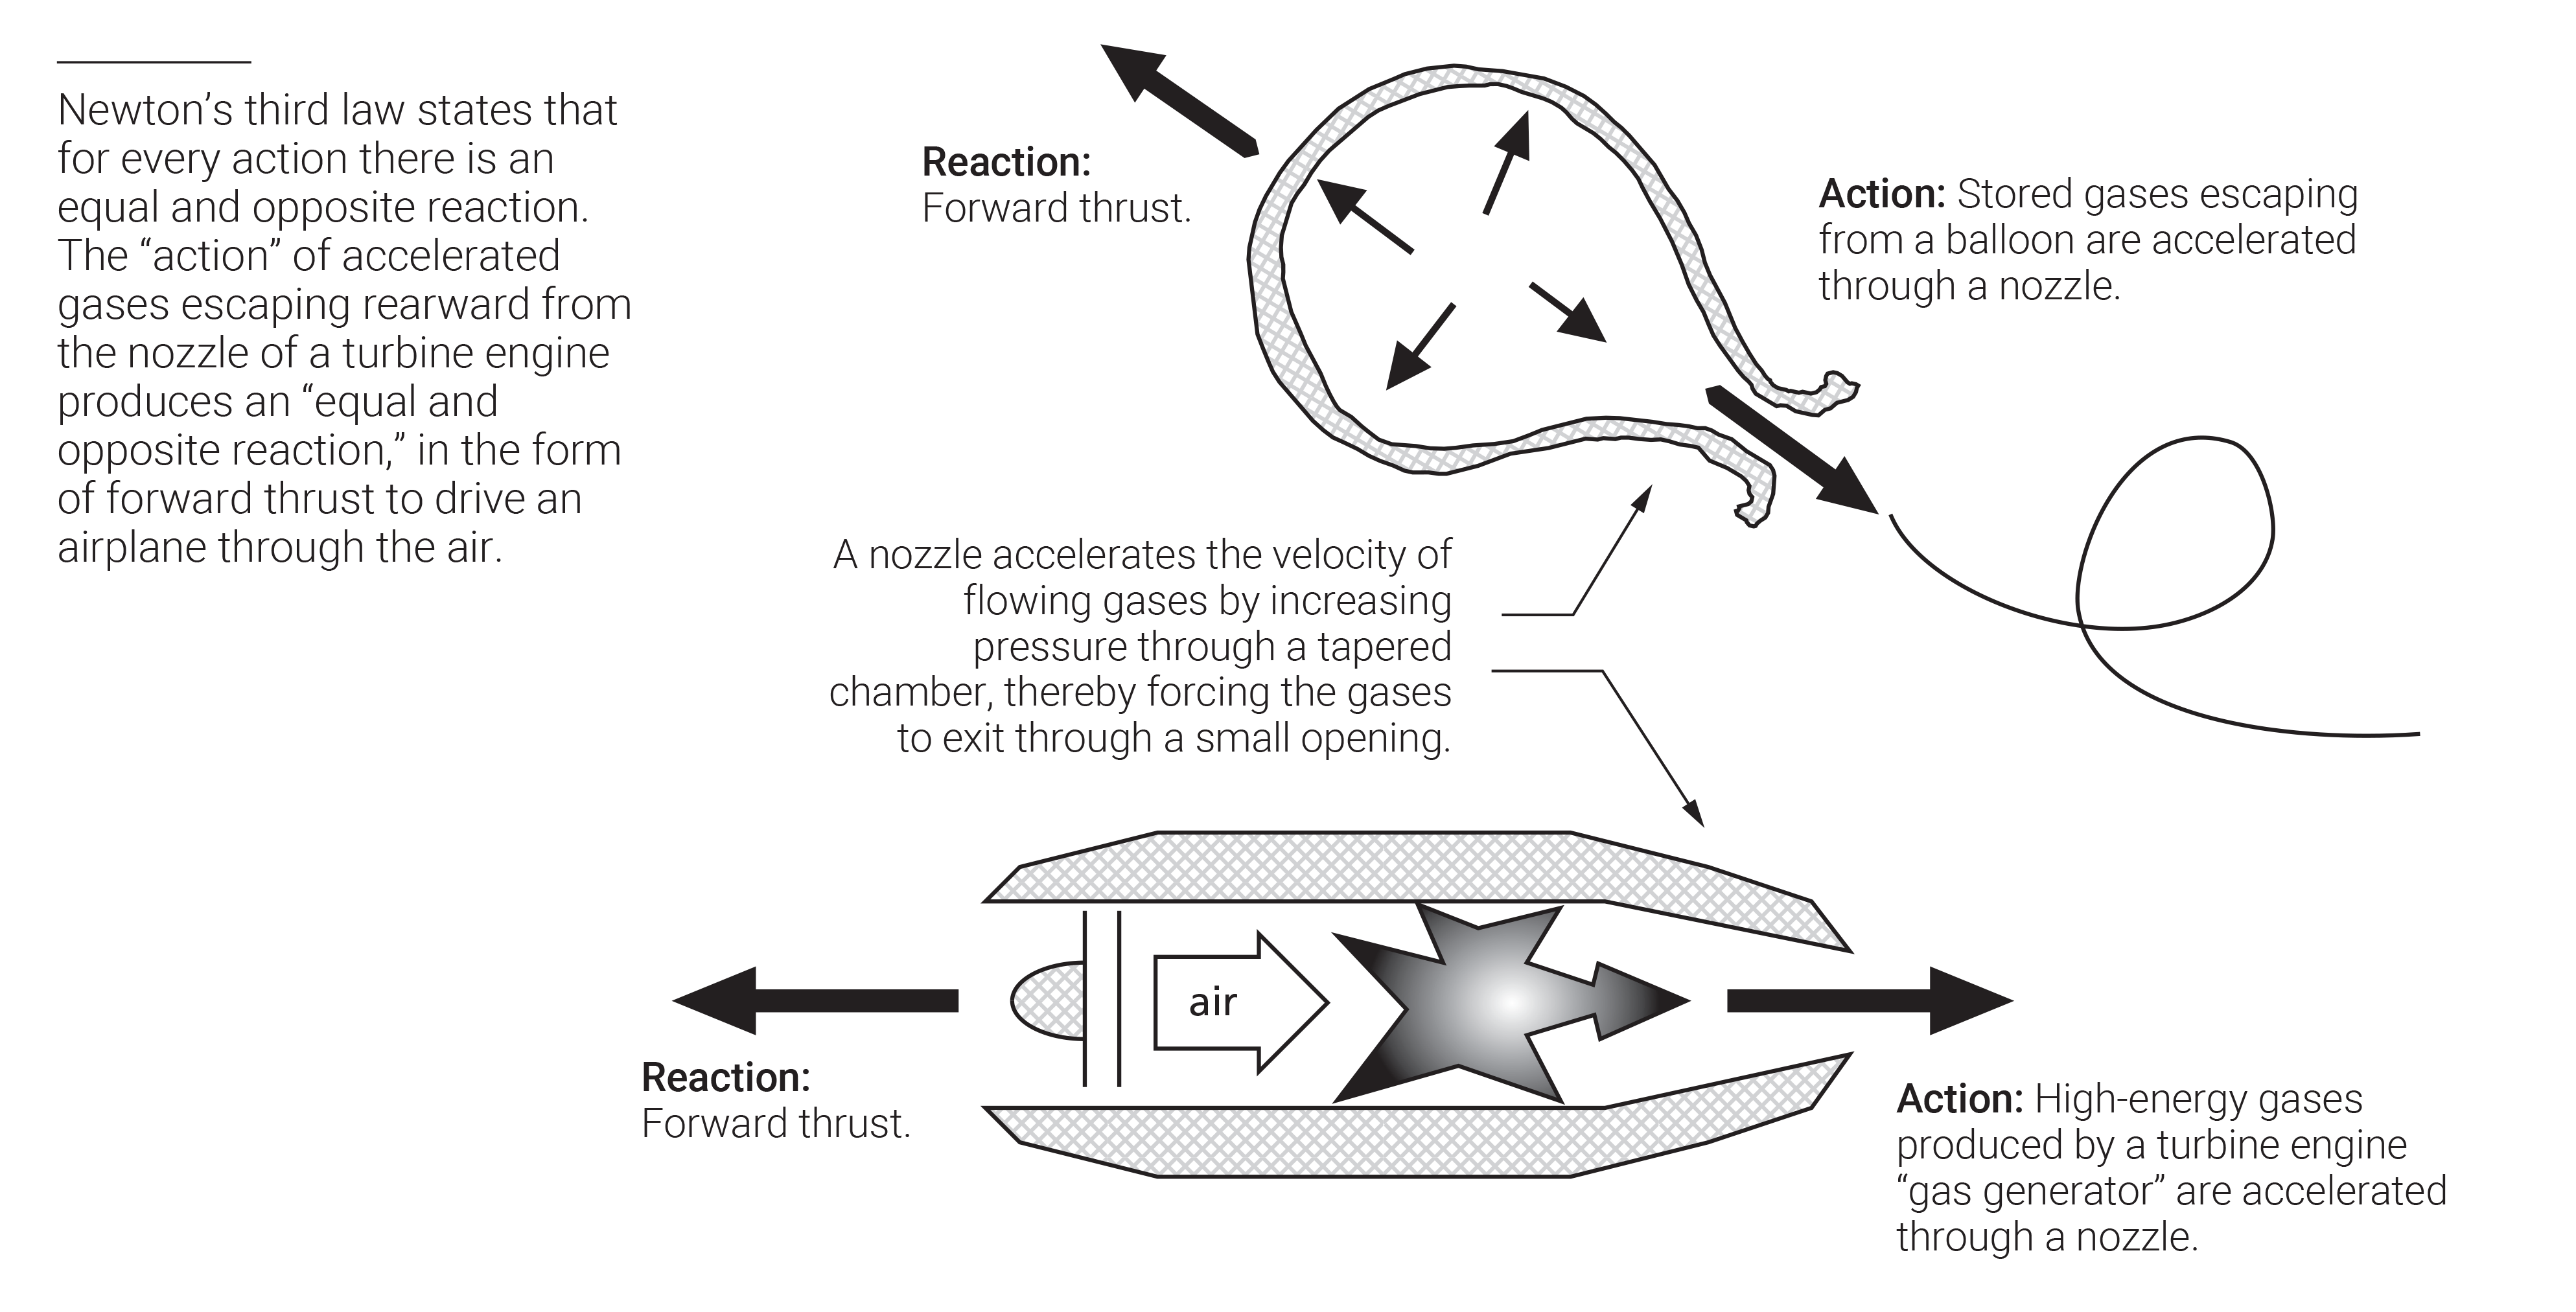 Newton’s third law states that
for every action there is an
equal and opposite reaction.
The “action” of accelerated
gases escaping rearward from
the nozzle of a turbine engine
produces an “equal and
opposite reaction,” in the form
of forward thrust to drive an
airplane through the air.
Reaction:
Forward thrust.
Action: Stored gases escaping
from a balloon are accelerated
through a nozzle.
A nozzle accelerates the velocity of
flowing gases by increasing
pressure through a tapered
chamber, thereby forcing the gases
to exit through a small opening.
air
Reaction:
Forward thrust.
Action: High-energy gases
produced by a turbine engine
“gas generator” are accelerated
through a nozzle.